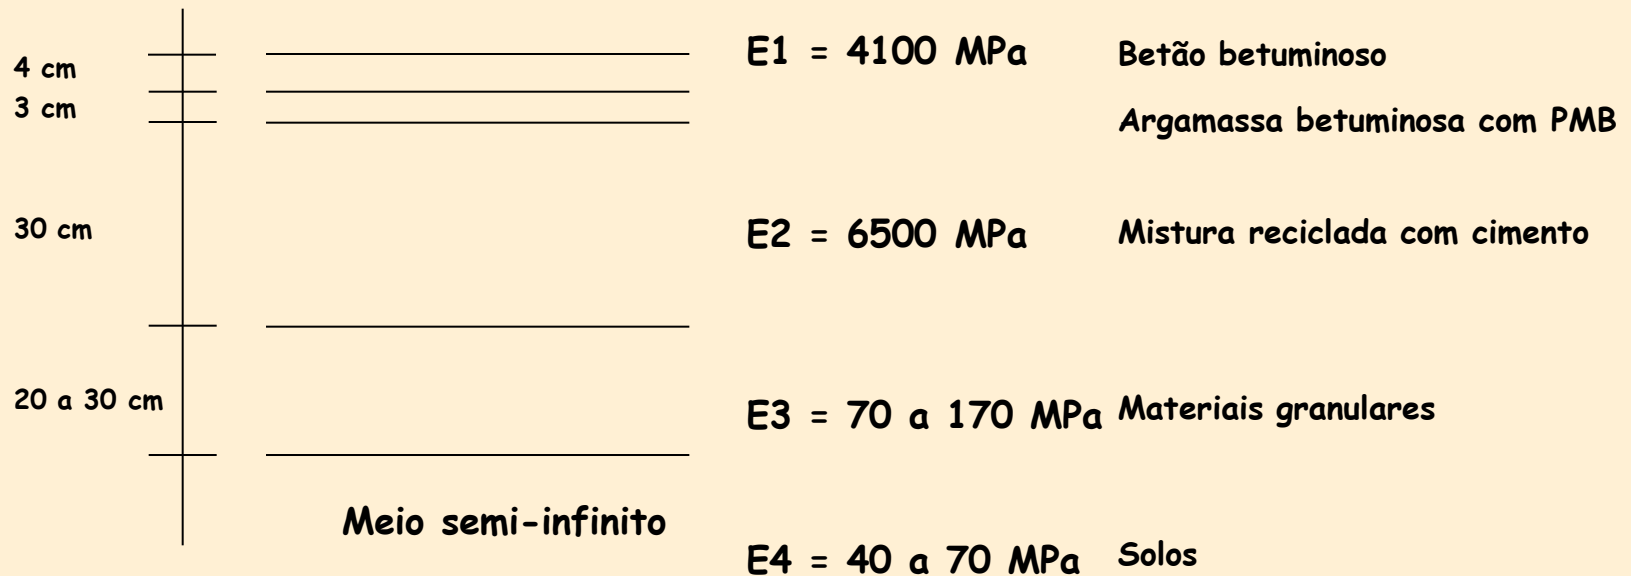 4 cm
E1 = 4100 MPa
Betão betuminoso
3 cm
Argamassa betuminosa com PMB
30 cm
E2 = 6500 MPa
Mistura reciclada com cimento
20 a 30 cm
E3 = 70 a 170 MPa
Materiais granulares
Meio semi-infinito
E4 = 40 a 70 MPa
Solos